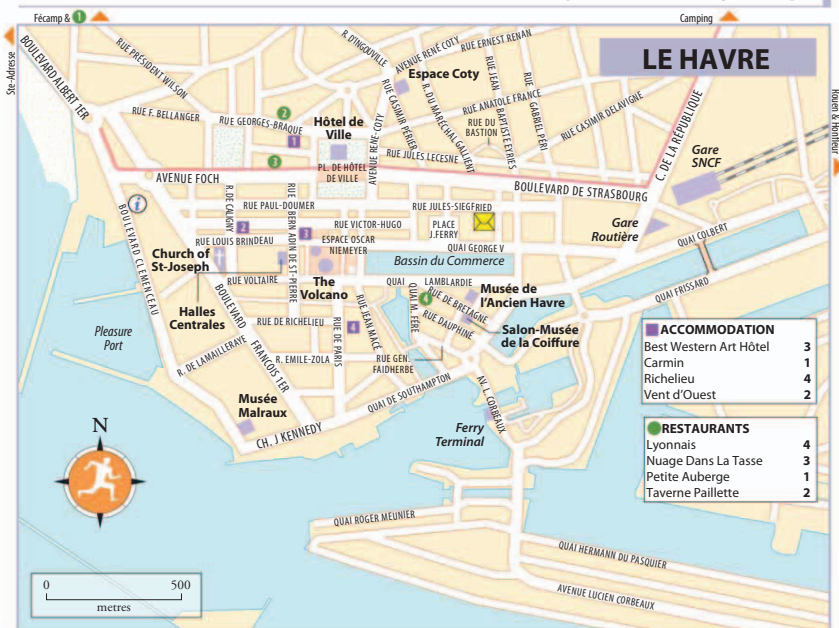 Fécamp & 1
Camping
Ste-Adresse
Rouen & Honfleur
LE HAVRE
BOULEVARD ALBERT 1ER
RUE PRÉSIDENT WILSON
R. D'INGOUVILLE
AVENUE RENÉ COTY
RUE ERNEST RENAN
Espace Coty
RUE JEAN
BAPTISTE EYRIES
RUE GABRIEL PÉRI
RUE F. BELLANGER
RUE GEORGES-BRAQUE
2
1
Hôtel de
Ville
RUE CASIMIR PÉRIER
R. DU MARÉCHAL GALLIENI
RUE ANATOLE FRANCE
RUE DU
BASTION
RUE CASIMIR DELAVIGNE
C. DE LA RÉPUBLIQUE
3
AVENUE RENÉ-COTY
RUE JULES LECESNE
PL. DE HÔTEL
DE VILLE
AVENUE FOCH
BOULEVARD DE STRASBOURG
Gare
SNCF
i
R. DE CALIGNY
RUE PAUL-DOUMER
RUE BERNADIN DE ST-PIERRE
RUE JULES-SIEGFRIED
2
3
RUE VICTOR-HUGO
PLACE
J.FERRY
Gare
Routière
RUE LOUIS BRINDEAU
ESPACE OSCAR
NIEMEYER
QUAI GEORGE V
QUAI COLBERT
Church of
St-Joseph
Bassin du Commerce
BOULEVARD CLEMENCEAU
RUE VOLTAIRE
The
Volcano
QUAI LAMBLARDIE
QUAI FRISSARD
Musée de
l'Ancien Havre
Halles
Centrales
BOULEVARD
FRANÇOIS 1ER
4
RUE DE BRETAGNE
QUAI M. FÉRÉ
RUE DAUPHINE
RUE DE RICHELIEU
RUE DE PARIS
RUE JEAN MACÉ
4
Salon-Musée
de la Coiffure
Pleasure
Port
R. DE LAMAILLERAYE
R. EMILE-ZOLA
RUE GEN.
FAIDHERBE
QUAI DE SOUTHAMPTON
AV. L. CORBEAUX
Musée
Malraux
CH. J KENNEDY
Ferry
Terminal
ACCOMMODATION
Best Western Art Hôtel 3
Carmin 1
Richelieu 4
Vent d'Ouest 2
RESTAURANTS
Lyonnais 4
Nuage Dans La Tasse 3
Petite Auberge 1
Taverne Paillette 2
N
QUAI ROGER MEUNIER
QUAI HERMANN DU PASQUIER
AVENUE LUCIEN CORBEAUX
0 500
metres